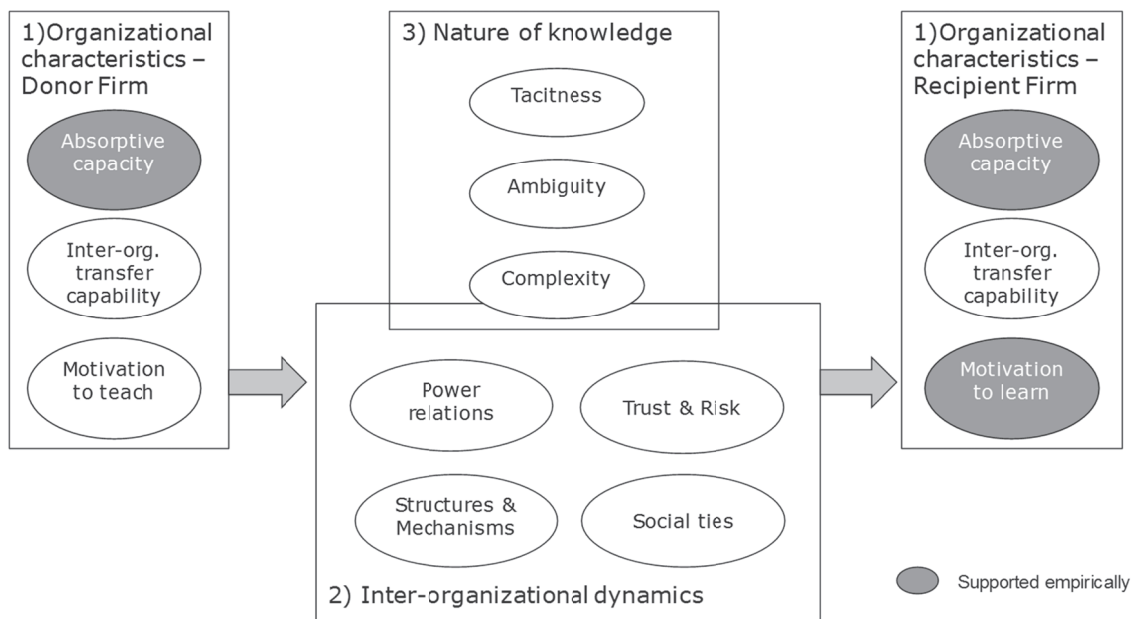 1)Organizational
characteristics –
Donor Firm
Absorptive
capacity
Inter-org.
transfer
capability
Motivation
to teach
3) Nature of knowledge
Tacitness
Ambiguity
Complexity
Power
relations
Trust & Risk
Structures &
Mechanisms
Social ties
2) Inter-organizational dynamics
1)Organizational
characteristics –
Recipient Firm
Absorptive
capacity
Inter-org.
transfer
capability
Motivation
to learn
Supported empirically